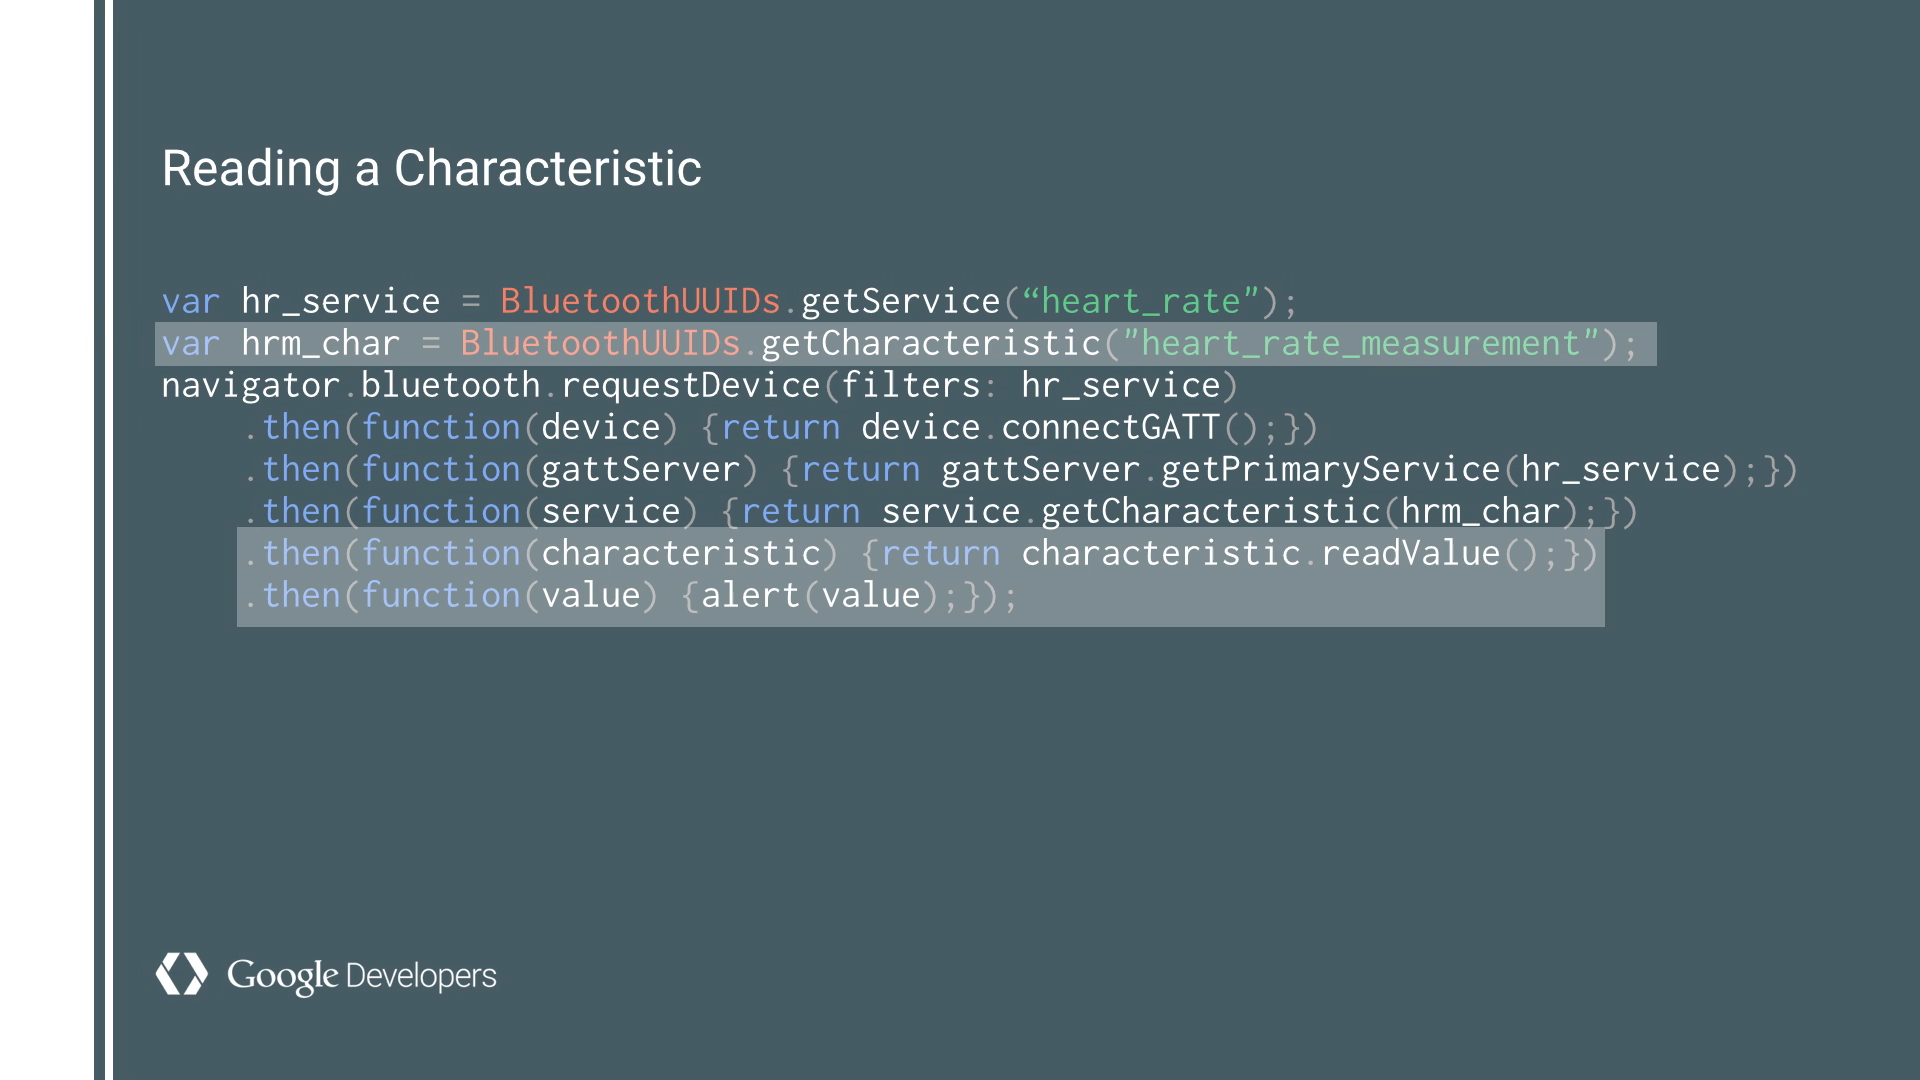 Reading a Characteristic
var hr_service = BluetoothUUIDs.getService(“heart_rate");
var hrm_char = BluetoothUUIDs.getCharacteristic("heart_rate_measurement");
navigator.bluetooth.requestDevice(filters: hr_service)
.then(function(device) {return device.connectGATT();})
.then(function(gattServer) {return gattServer.getPrimaryService(hr_service);})
.then(function(service) {return service.getCharacteristic(hrm_char);})
.then(function(characteristic) {return characteristic.readValue();})
.then(function(value) {alert(value);});
Google Developers